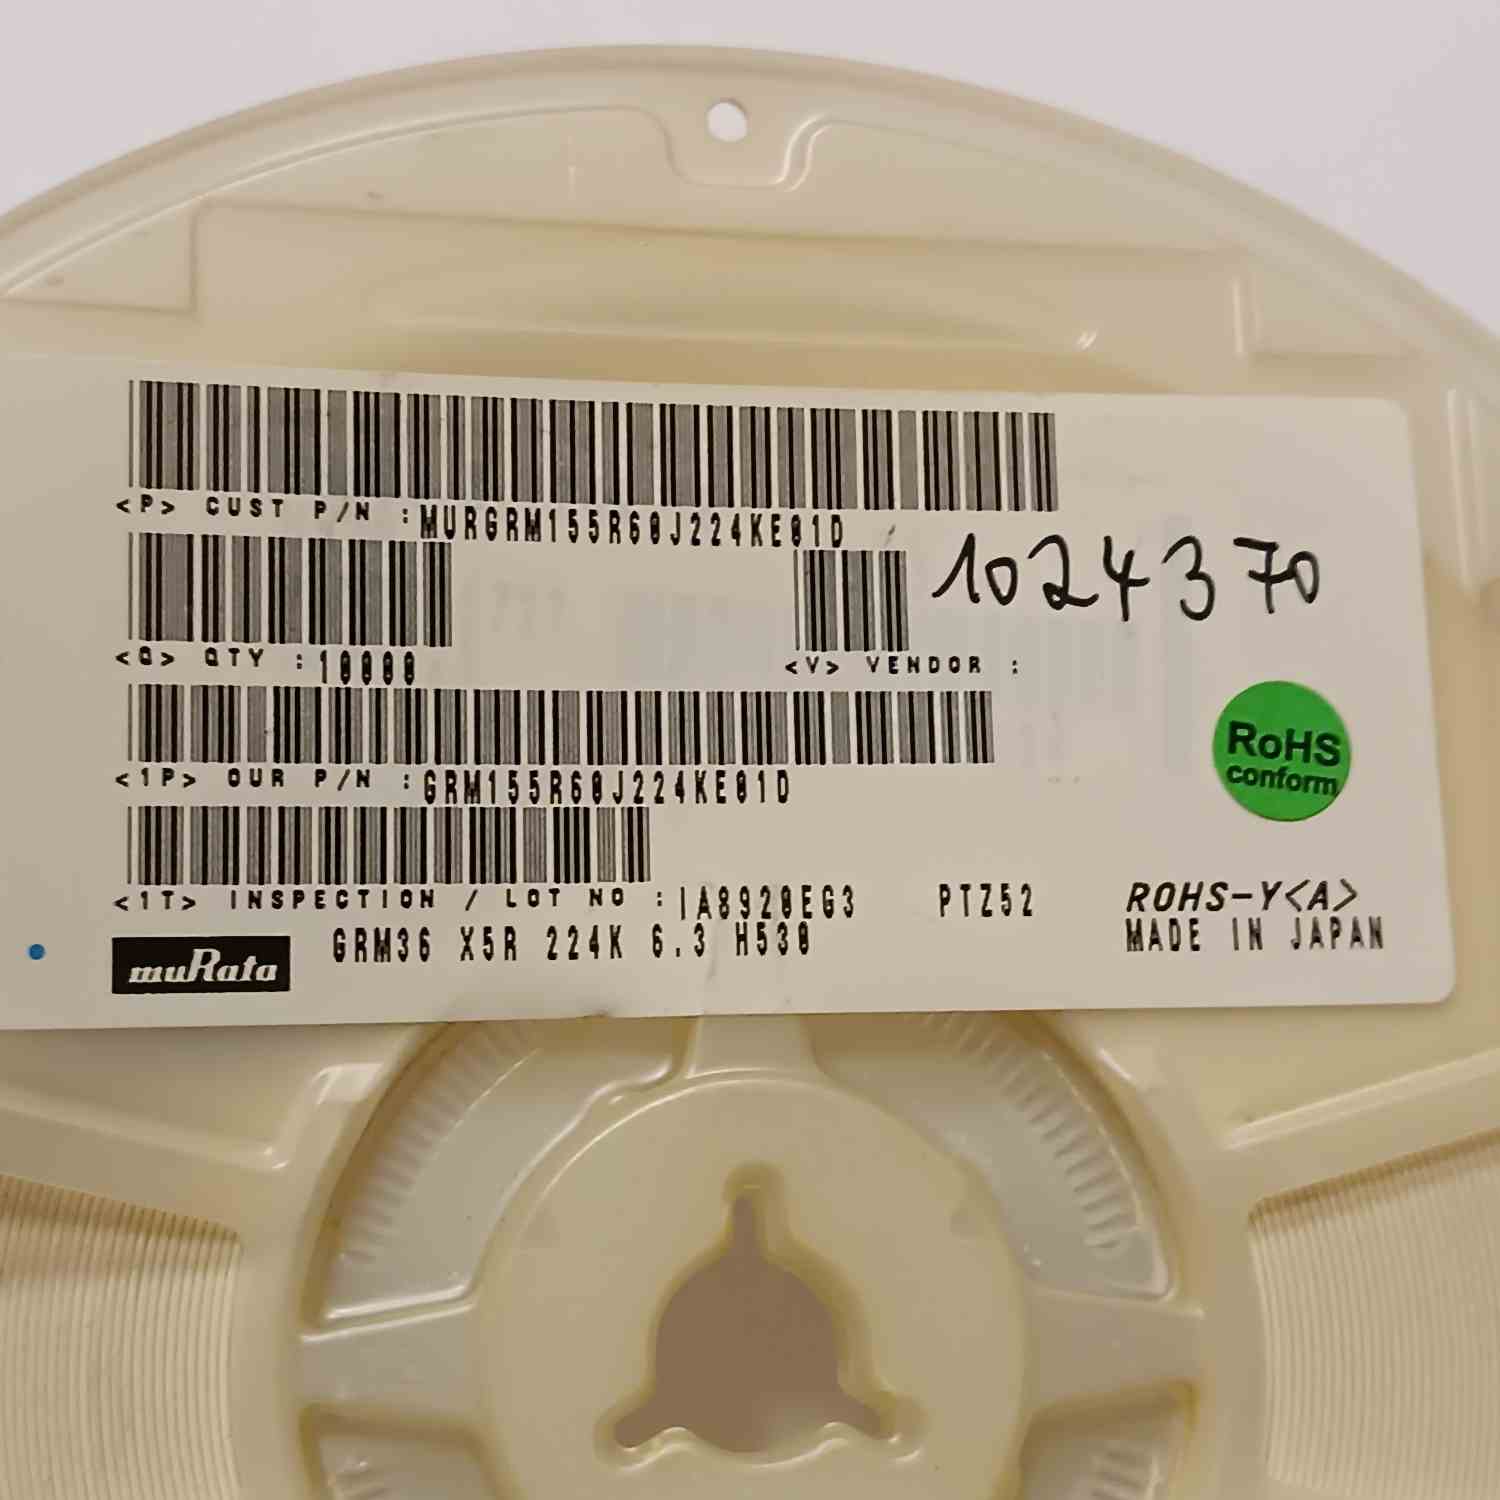 <P> CUST P/N :MURGRM155R60J224KE01D
1024370
<Q> QTY :10000
<V> VENDOR :
<1P> OUR P/N :GRM155R60J224KE01D
RoHS
conform
<1T> INSPECTION / LOT NO :IA8920EG3 PTZ52
ROHS-Y<A>
muRata GRM36 X5R 224K 6.3 H530
MADE IN JAPAN